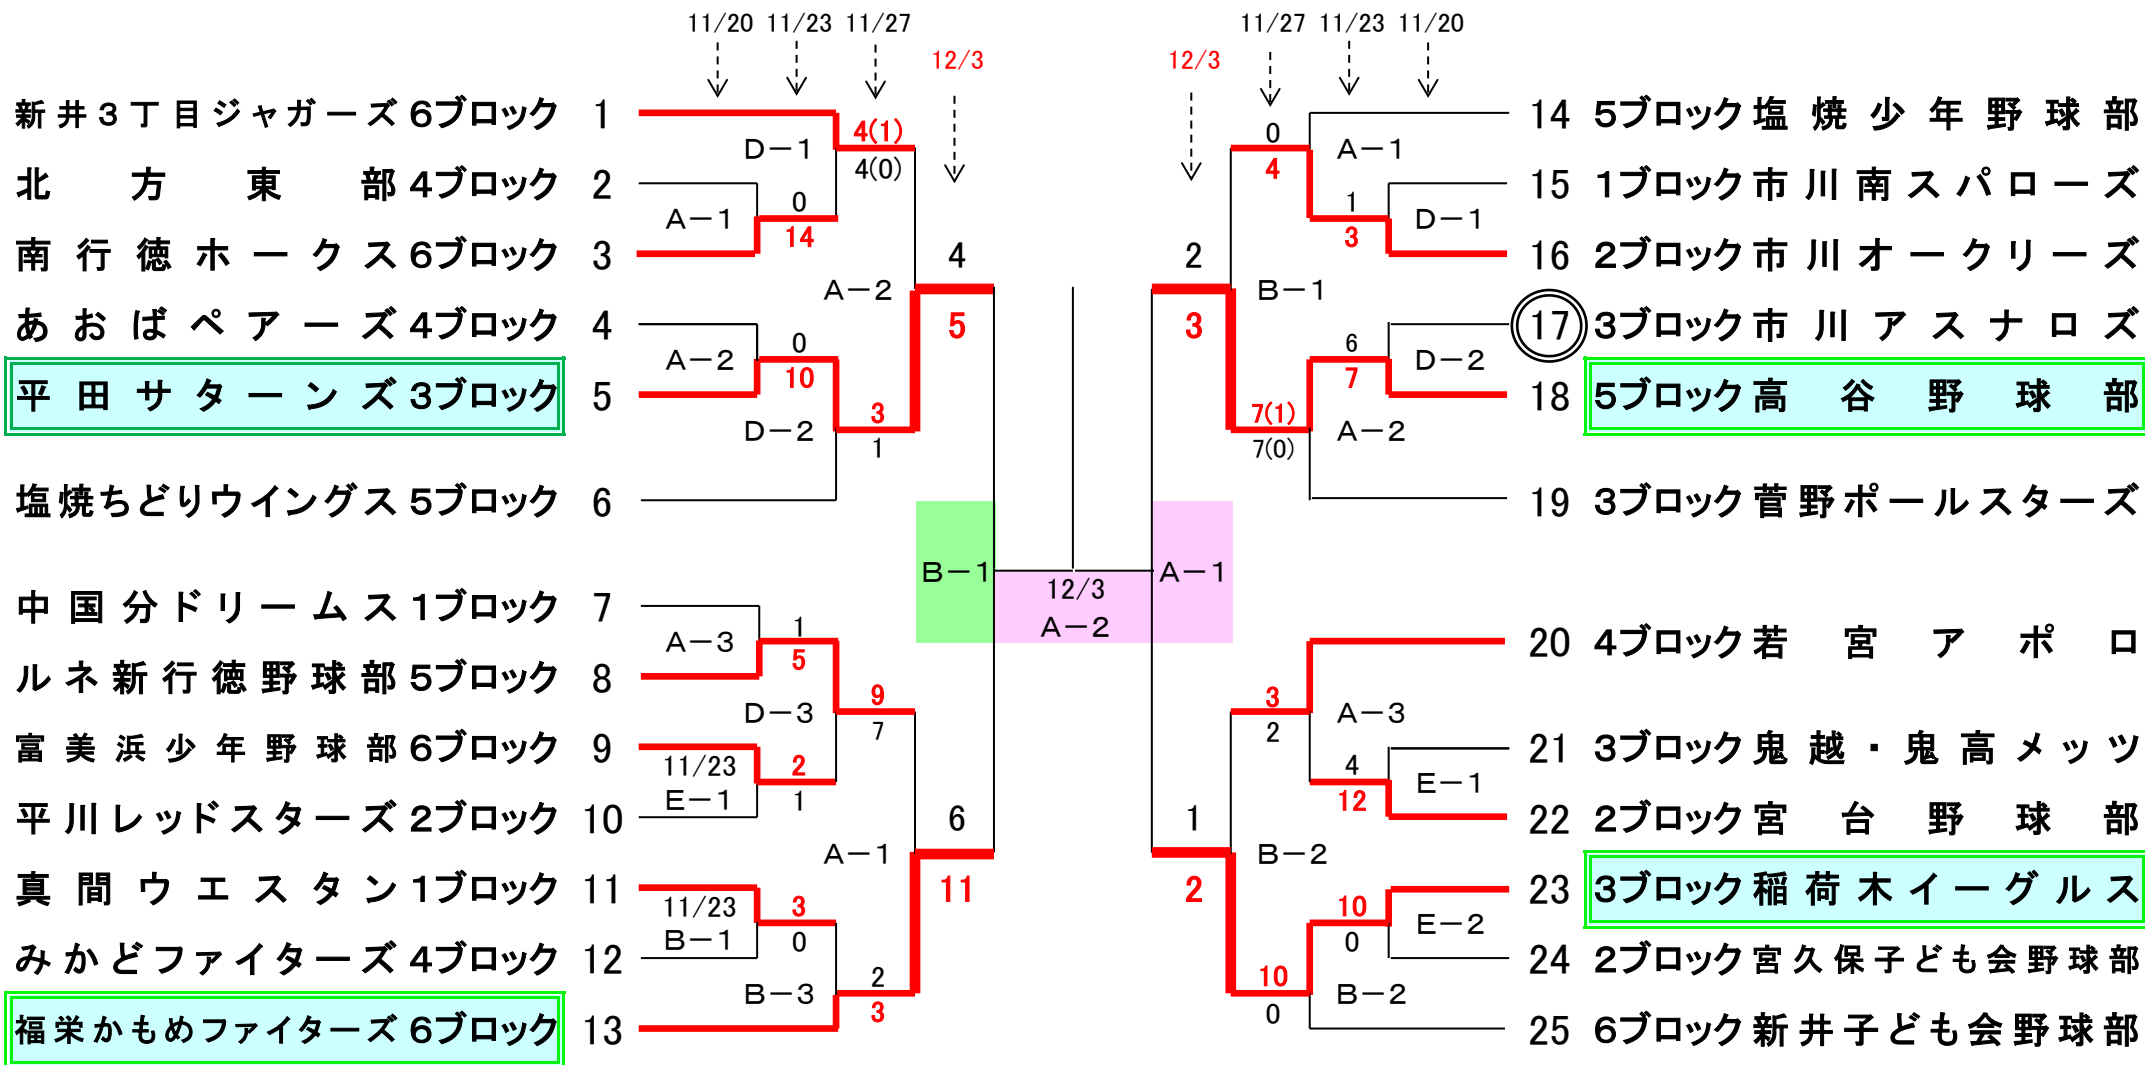 11/20 11/23 11/27 11/27 11/23 11/20
12/3 12/3
新井3丁目ジャガーズ 6ブロック 1
14 5ブロック 塩焼少年野球部
4(1)
0
D-1
A-1
4(0)
4
北方東部 4ブロック 2
15 1ブロック 市川南スパローズ
0
1
A-1
D-1
14
3
南行徳ホークス 6ブロック 3
4
2
16 2ブロック 市川オークリーズ
A-2
B-1
あおばペアーズ 4ブロック 4
5
3
17 3ブロック 市川アスナロズ
0
6
A-2
D-2
10
7
平田サターンズ 3ブロック 5
18 5ブロック 高谷野球部
3
7(1)
D-2
A-2
1
7(0)
塩焼ちどりウイングス 5ブロック 6
19 3ブロック 菅野ポールスターズ
B-1
A-1
12/3
A-2
中国分ドリームス 1ブロック 7
1
A-3
5
20 4ブロック 若宮アポロ
ルネ新行徳野球部 5ブロック 8
9
3
D-3
A-3
7
2
富美浜少年野球部 6ブロック 9
21 3ブロック 鬼越・鬼高メッツ
11/23
2
4
E-1
E-1
1
12
平川レッドスターズ 2ブロック 10
6
1
22 2ブロック 宮台野球部
A-1
B-2
真間ウエスタン 1ブロック 11
11
2
23 3ブロック 稲荷木イーグルス
11/23
3
10
B-1
E-2
0
0
みかどファイターズ 4ブロック 12
24 2ブロック 宮久保子ども会野球部
2
10
B-3
B-2
3
0
福栄かもめファイターズ 6ブロック 13
25 6ブロック 新井子ども会野球部